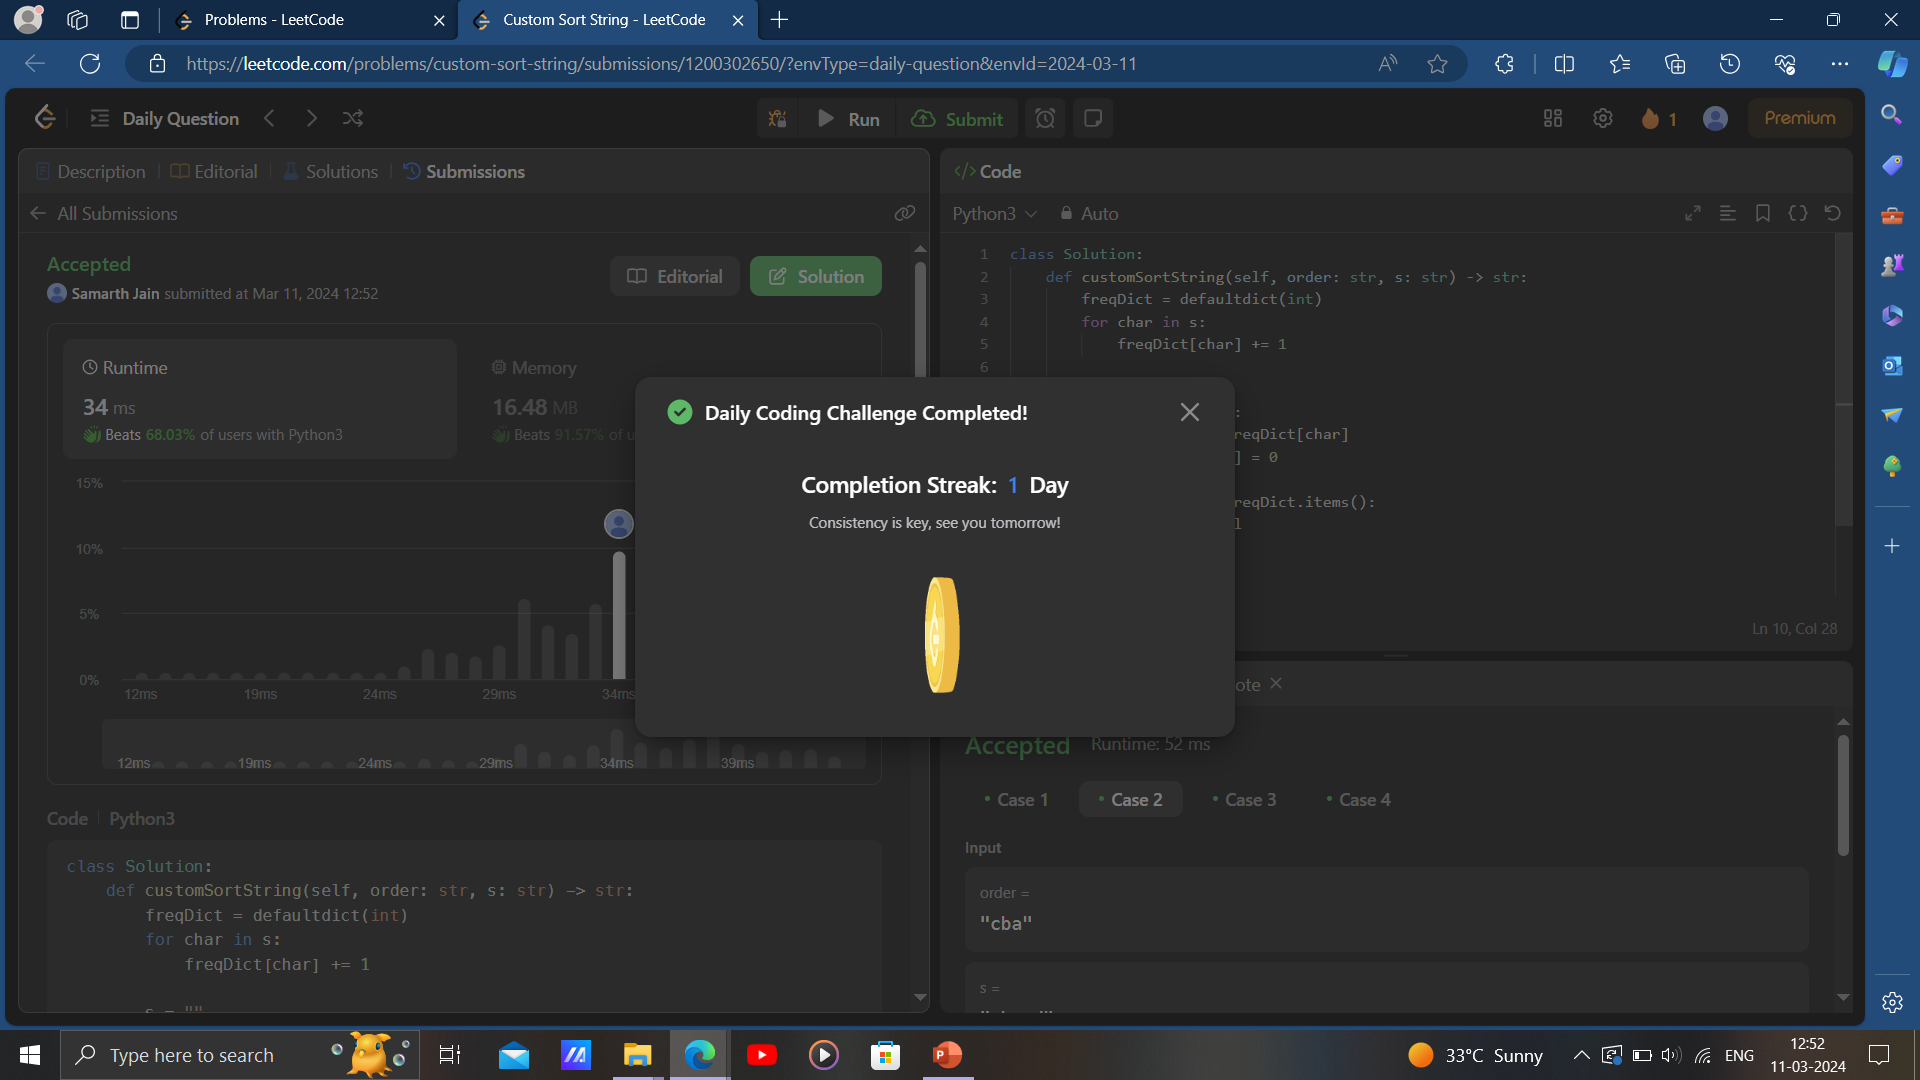 Problems - LeetCode
Custom Sort String - LeetCode
https://leetcode.com/problems/custom-sort-string/submissions/1200302650/?envType=daily-question&envId=2024-03-11
Daily Question
Run
Submit
1
Premium
Description
Editorial
Solutions
Submissions
All Submissions
Accepted
Samarth Jain submitted at Mar 11, 2024 12:52
Editorial
Solution
Runtime
34 ms
Beats 68.03% of users with Python3
Memory
16.48 MB
Beats 91.57% of u
15%
10%
5%
0%
12ms
19ms
24ms
29ms
34ms
12ms
19ms
24ms
29ms
34ms
39ms
Code
Python3
class Solution:
def customSortString(self, order: str, s: str) -> str:
freqDict = defaultdict(int)
for char in s:
freqDict[char] += 1
s = ""
Daily Coding Challenge Completed!
Completion Streak: 1 Day
Consistency is key, see you tomorrow!
</> Code
Python3
Auto
1 class Solution:
2 def customSortString(self, order: str, s: str) -> str:
3 freqDict = defaultdict(int)
4 for char in s:
5 freqDict[char] += 1
6
:
reqDict[char]
] = 0
reqDict.items():
l
Ln 10, Col 28
ote
Accepted
Runtime: 52 ms
Case 1
Case 2
Case 3
Case 4
Input
order =
"cba"
s =
Type here to search
33°C Sunny
ENG
12:52
11-03-2024